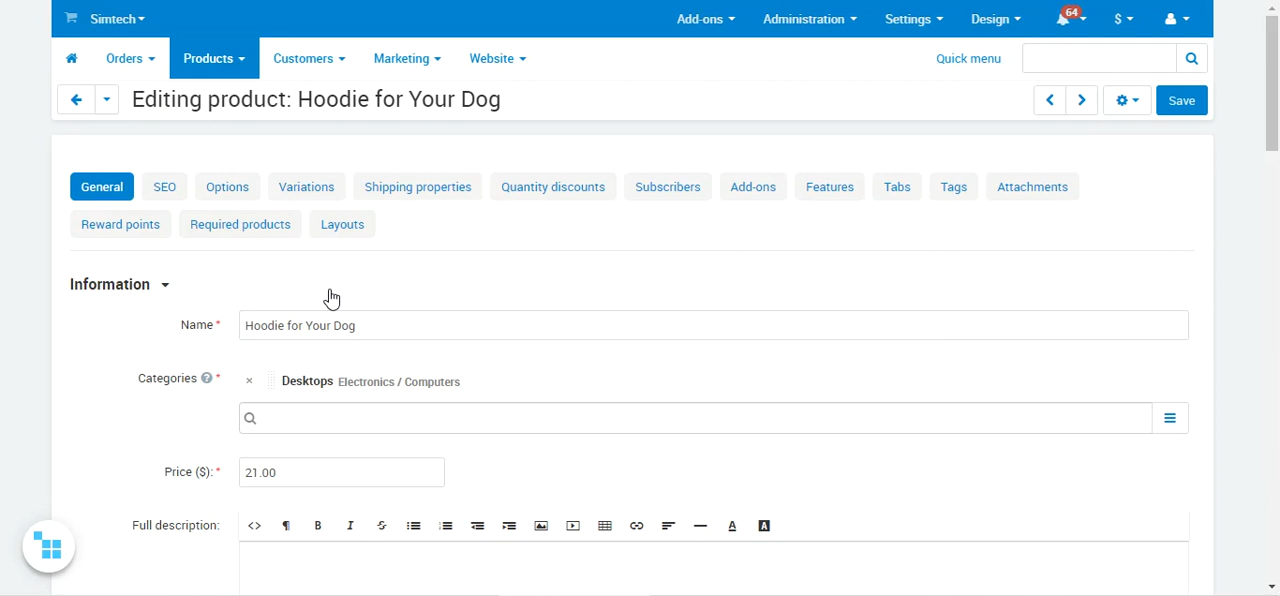 Simtech Add-ons Administration Settings Design 64 $
Orders Products Customers Marketing Website Quick menu
Editing product: Hoodie for Your Dog Save
General SEO Options Variations Shipping properties Quantity discounts Subscribers Add-ons Features Tabs Tags Attachments
Reward points Required products Layouts
Information
Name* Hoodie for Your Dog
Categories ? * × Desktops Electronics / Computers
Price ($):* 21.00
Full description: <> ¶ B I S A A